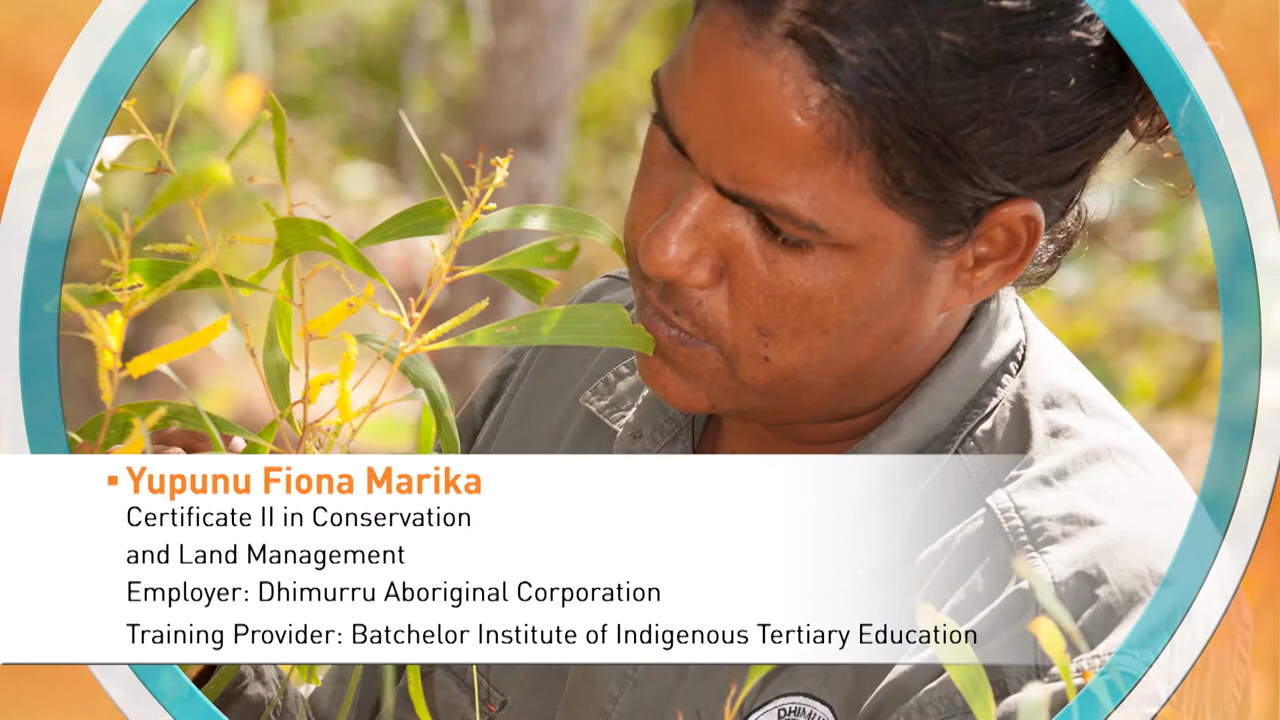 Yupunu Fiona Marika
Certificate II in Conservation
and Land Management
Employer: Dhimurru Aboriginal Corporation
Training Provider: Batchelor Institute of Indigenous Tertiary Education